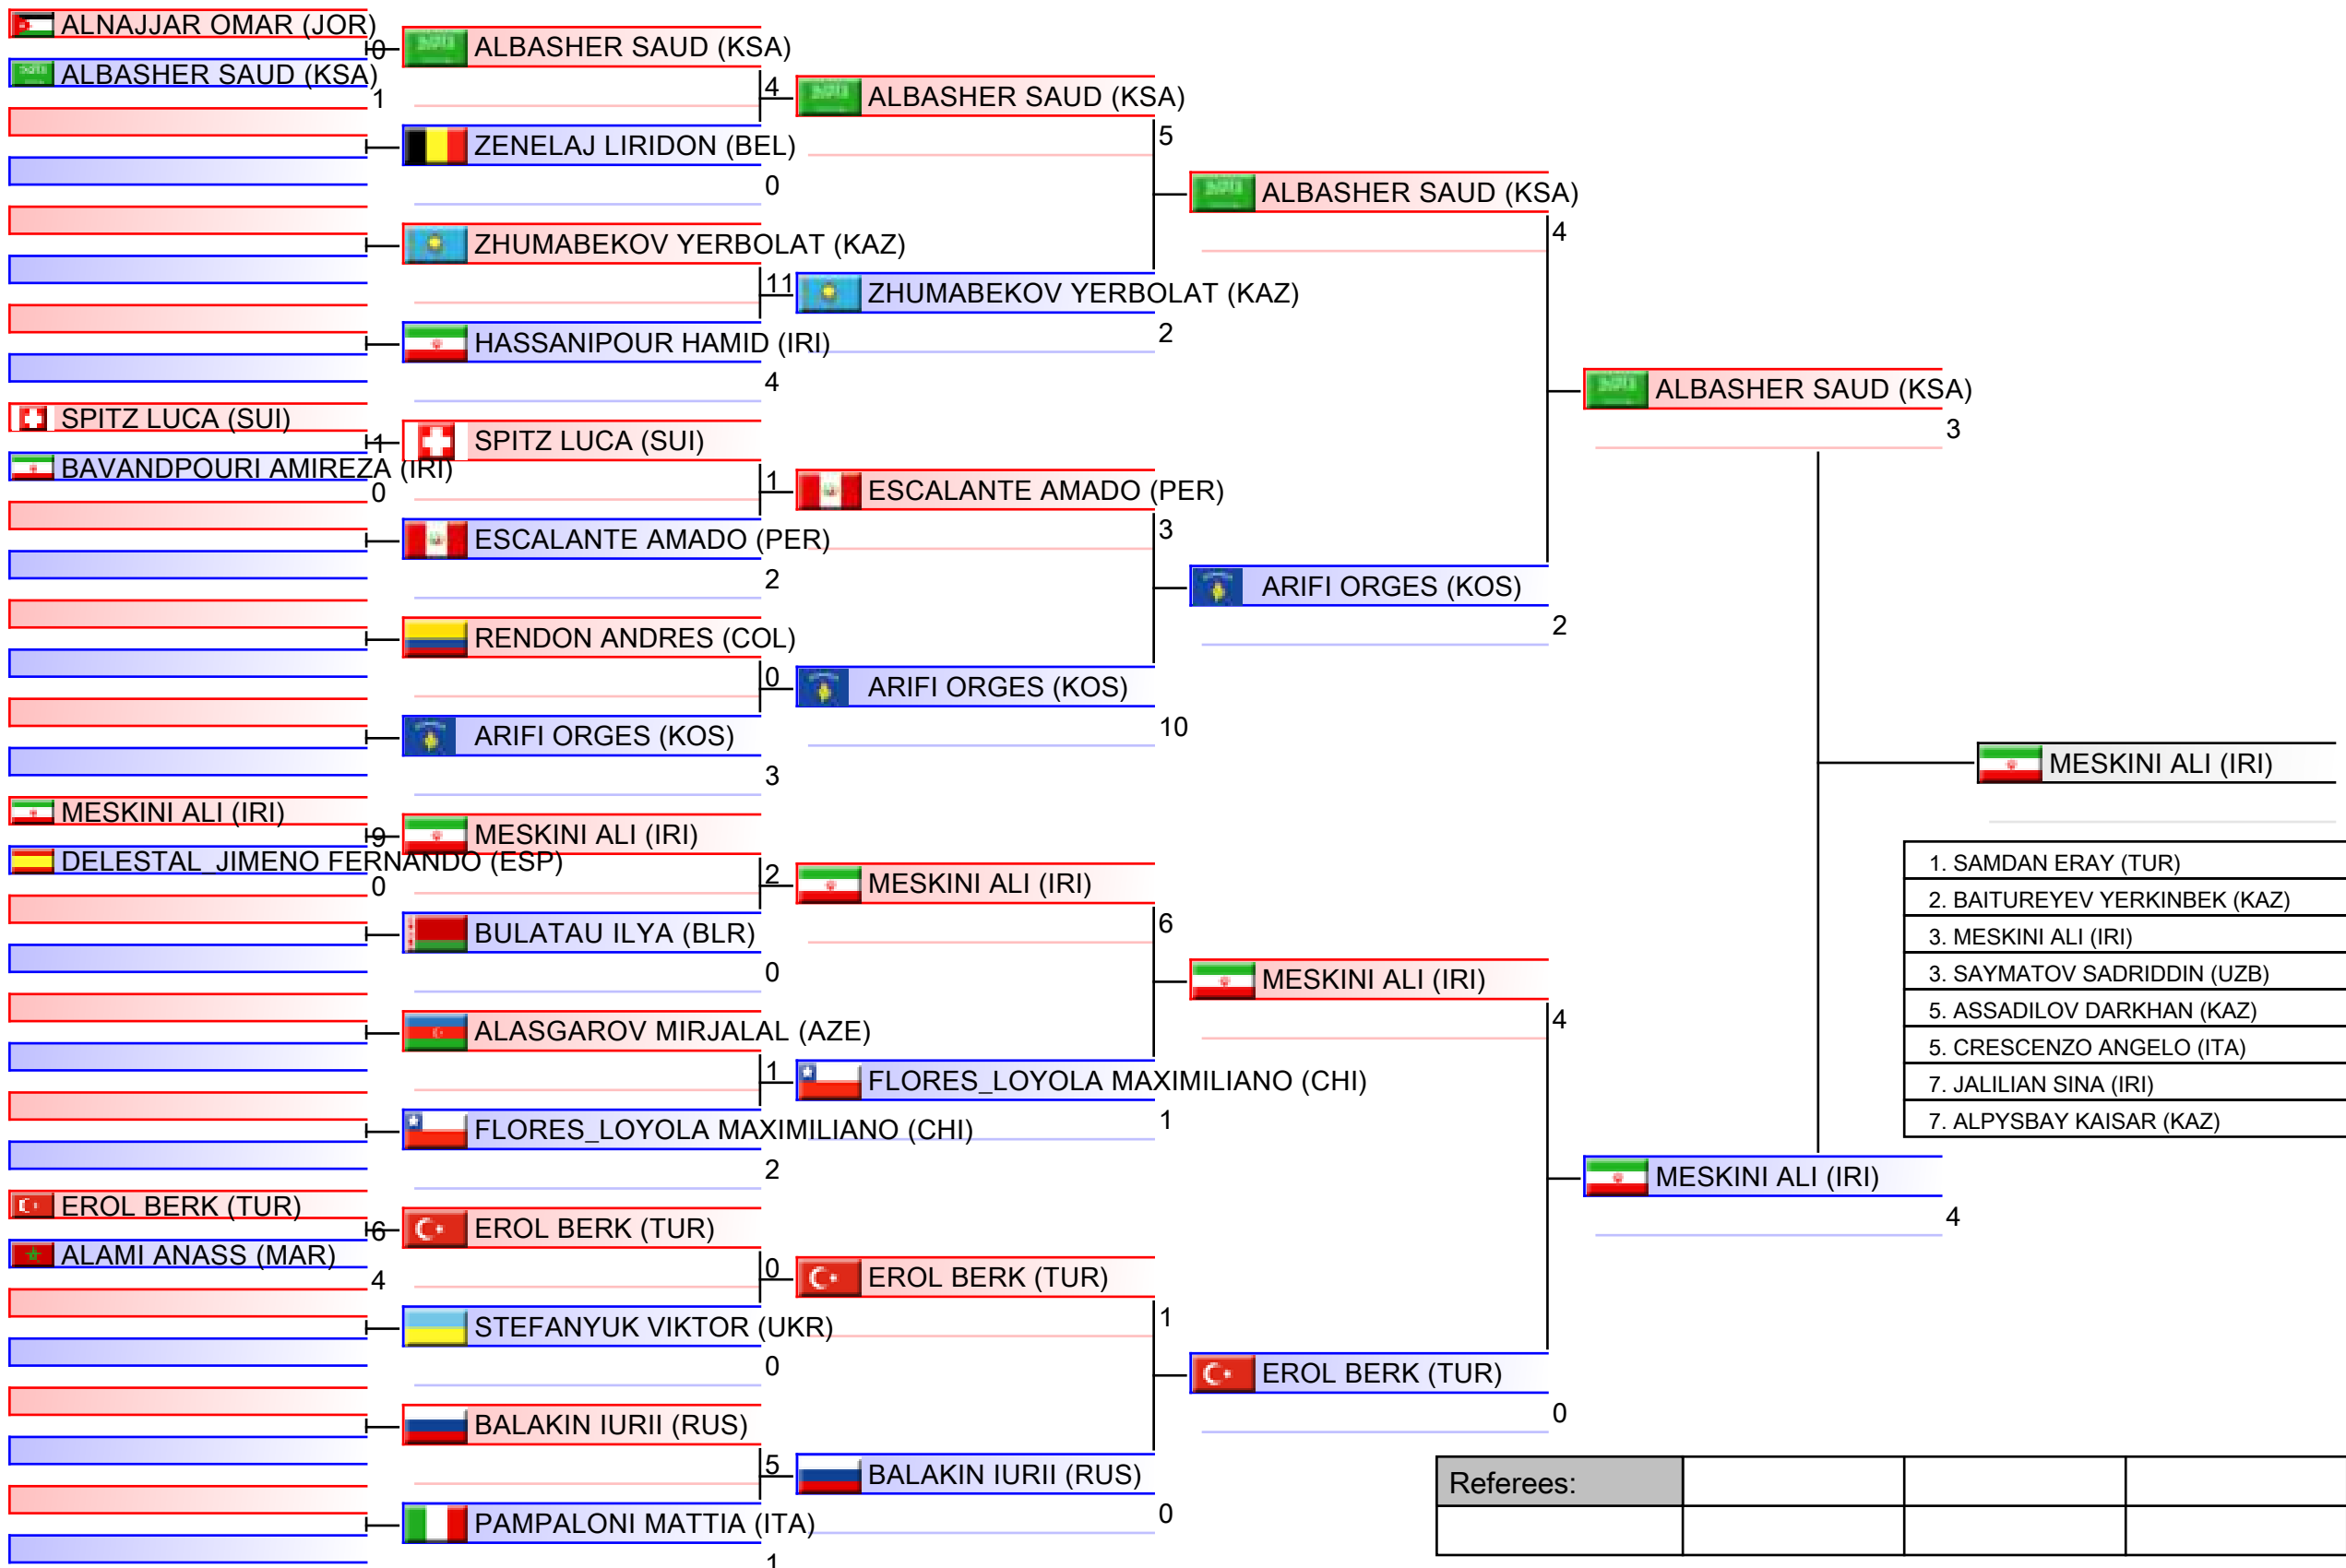 ALNAJJAR OMAR (JOR)
0
ALBASHER SAUD (KSA)
1
SPITZ LUCA (SUI)
1
BAVANDPOURI AMIREZA (IRI)
0
MESKINI ALI (IRI)
9
DELESTAL_JIMENO FERNANDO (ESP)
0
EROL BERK (TUR)
6
ALAMI ANASS (MAR)
4
ALBASHER SAUD (KSA)
4
ZENELAJ LIRIDON (BEL)
0
ZHUMABEKOV YERBOLAT (KAZ)
11
HASSANIPOUR HAMID (IRI)
4
SPITZ LUCA (SUI)
1
ESCALANTE AMADO (PER)
2
RENDON ANDRES (COL)
0
ARIFI ORGES (KOS)
3
MESKINI ALI (IRI)
2
BULATAU ILYA (BLR)
0
ALASGAROV MIRJALAL (AZE)
1
FLORES_LOYOLA MAXIMILIANO (CHI)
2
EROL BERK (TUR)
0
STEFANYUK VIKTOR (UKR)
0
BALAKIN IURII (RUS)
5
PAMPALONI MATTIA (ITA)
1
ALBASHER SAUD (KSA)
5
ZHUMABEKOV YERBOLAT (KAZ)
2
ESCALANTE AMADO (PER)
3
ARIFI ORGES (KOS)
10
MESKINI ALI (IRI)
6
FLORES_LOYOLA MAXIMILIANO (CHI)
1
EROL BERK (TUR)
1
BALAKIN IURII (RUS)
0
ALBASHER SAUD (KSA)
4
ARIFI ORGES (KOS)
2
MESKINI ALI (IRI)
4
EROL BERK (TUR)
0
ALBASHER SAUD (KSA)
3
MESKINI ALI (IRI)
4
MESKINI ALI (IRI)
1. SAMDAN ERAY (TUR)
2. BAITUREYEV YERKINBEK (KAZ)
3. MESKINI ALI (IRI)
3. SAYMATOV SADRIDDIN (UZB)
5. ASSADILOV DARKHAN (KAZ)
5. CRESCENZO ANGELO (ITA)
7. JALILIAN SINA (IRI)
7. ALPYSBAY KAISAR (KAZ)
Referees: